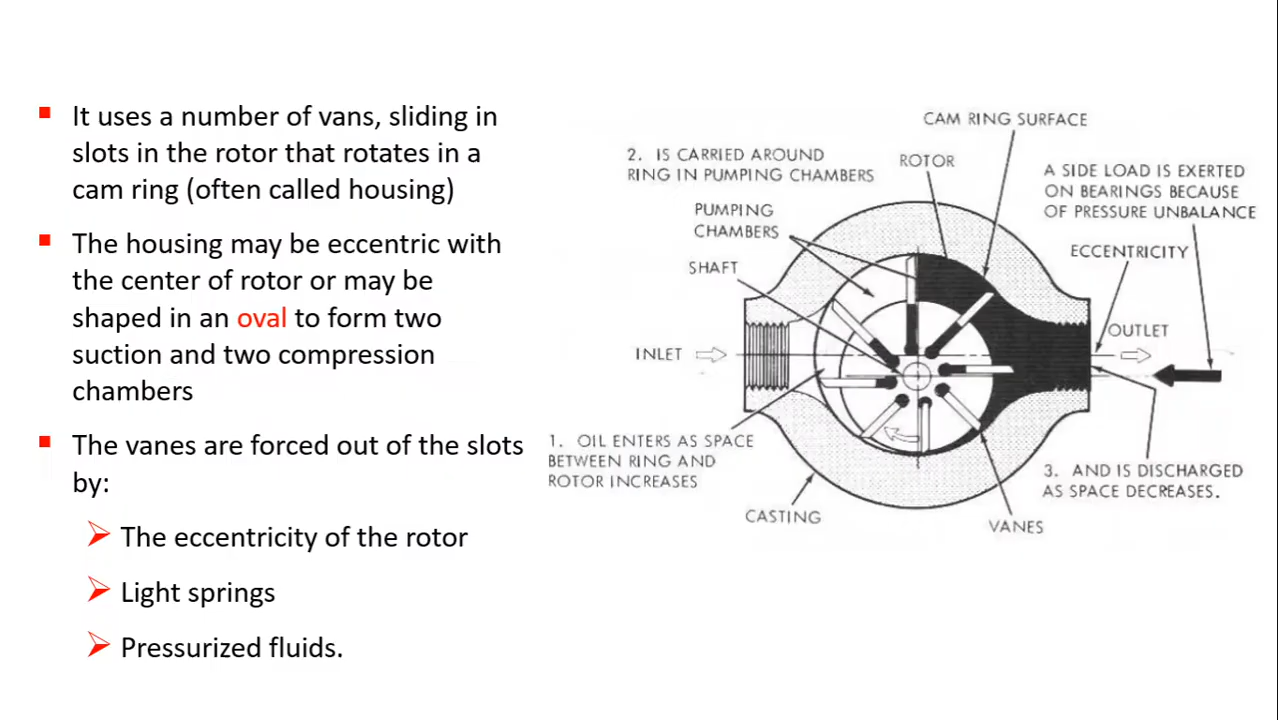 It uses a number of vans, sliding in
slots in the rotor that rotates in a
cam ring (often called housing)
The housing may be eccentric with
the center of rotor or may be
shaped in an oval to form two
suction and two compression
chambers
The vanes are forced out of the slots
by:
The eccentricity of the rotor
Light springs
Pressurized fluids.
CAM RING SURFACE
2. IS CARRIED AROUND
RING IN PUMPING CHAMBERS
ROTOR
A SIDE LOAD IS EXERTED
ON BEARINGS BECAUSE
OF PRESSURE UNBALANCE
PUMPING
CHAMBERS
SHAFT
ECCENTRICITY
INLET
OUTLET
1. OIL ENTERS AS SPACE
BETWEEN RING AND
ROTOR INCREASES
3. AND IS DISCHARGED
AS SPACE DECREASES.
CASTING
VANES